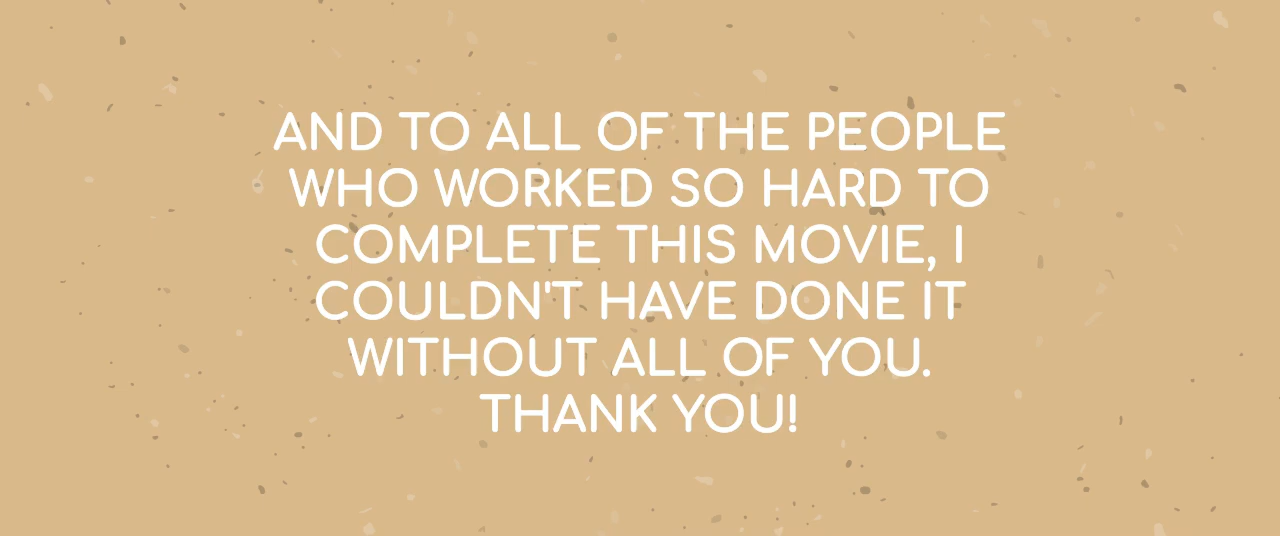 AND TO ALL OF THE PEOPLE
WHO WORKED SO HARD TO
COMPLETE THIS MOVIE, I
COULDN'T HAVE DONE IT
WITHOUT ALL OF YOU.
THANK YOU!